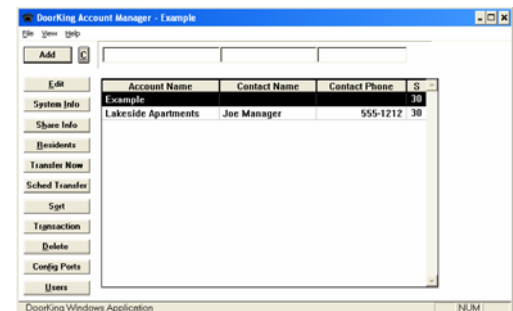 DoorKing Account Manager - Example
File View Help
Add C
Edit
System Info
Share Info
Residents
Transfer Now
Sched Transfer
Sort
Transaction
Delete
Config Ports
Users
Account Name Contact Name Contact Phone S
Example 30
Lakeside Apartments Joe Manager 555-1212 30
DoorKing Windows Application NUM